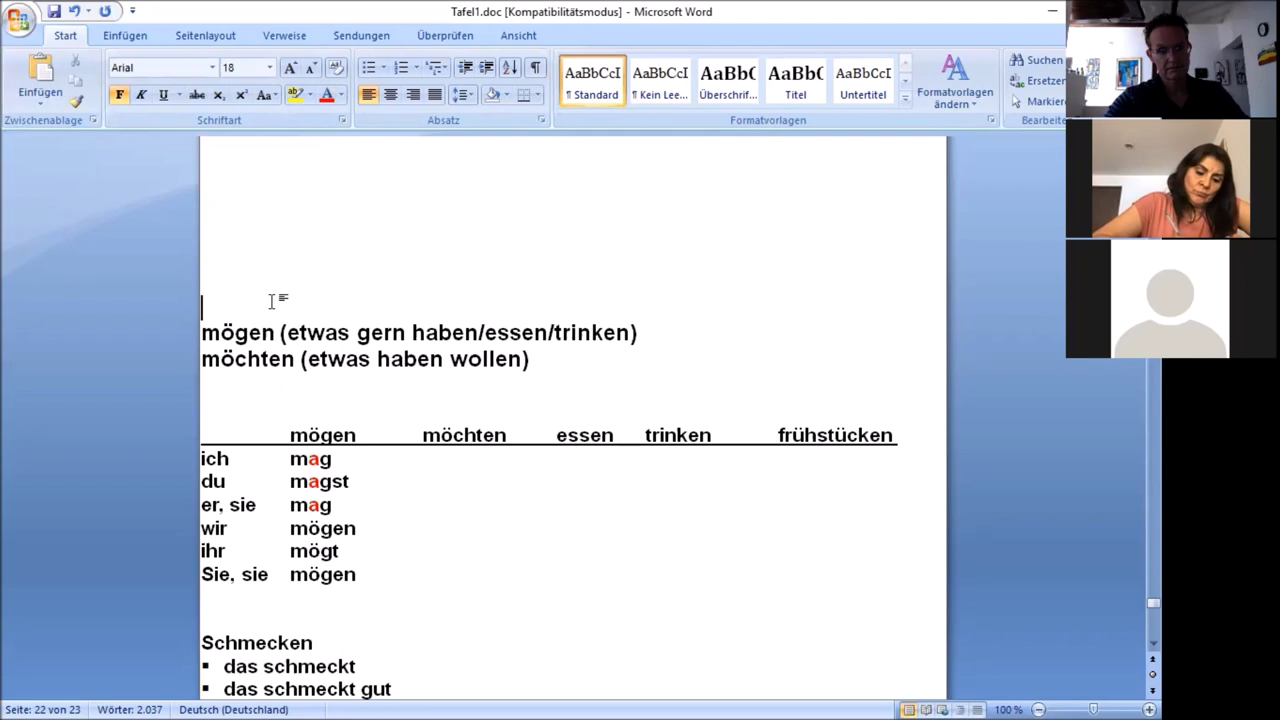 Tafel1.doc [Kompatibilitätsmodus] - Microsoft Word
Start Einfügen Seitenlayout Verweise Sendungen Überprüfen Ansicht
Arial 18
AaBbCcI AaBbCcI AaBbC AaBbC AaBbCcI
¶ Standard ¶ Kein Lee... Überschrif... Titel Untertitel
Einfügen
Formatvorlagen
ändern
Suchen
Ersetzen
Markieren
Zwischenablage Schriftart Absatz Formatvorlagen Bearbeite
mögen (etwas gern haben/essen/trinken)
möchten (etwas haben wollen)
mögen möchten essen trinken frühstücken
ich mag
du magst
er, sie mag
wir mögen
ihr mögt
Sie, sie mögen
Schmecken
▪ das schmeckt
▪ das schmeckt gut
Seite: 22 von 23 Wörter: 2.037 Deutsch (Deutschland) 100 %